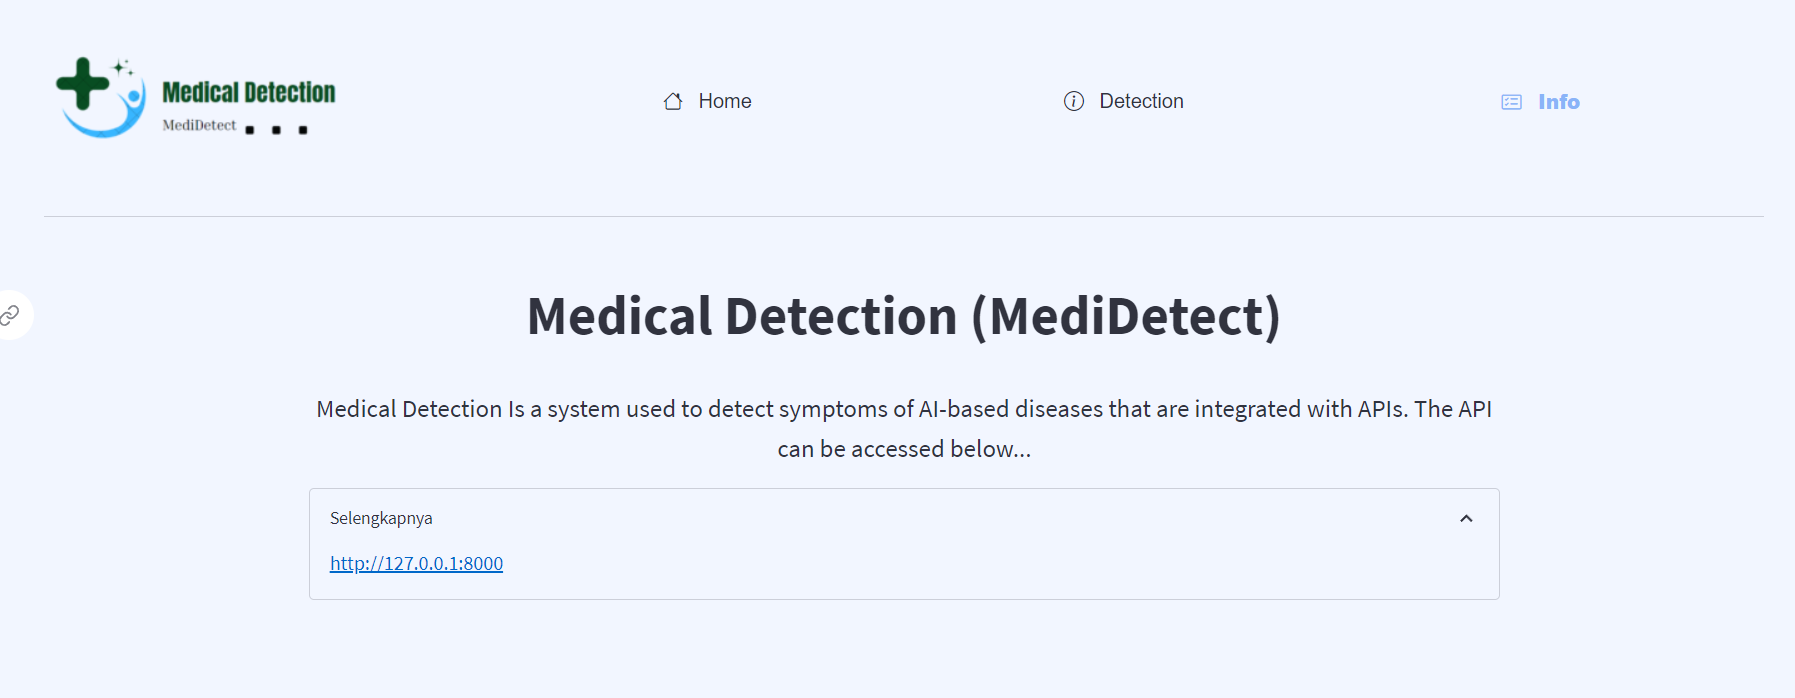 Medical Detection
MediDetect
Home
Detection
Info
Medical Detection (MediDetect)
Medical Detection Is a system used to detect symptoms of AI-based diseases that are integrated with APIs. The API
can be accessed below...
Selengkapnya
http://127.0.0.1:8000